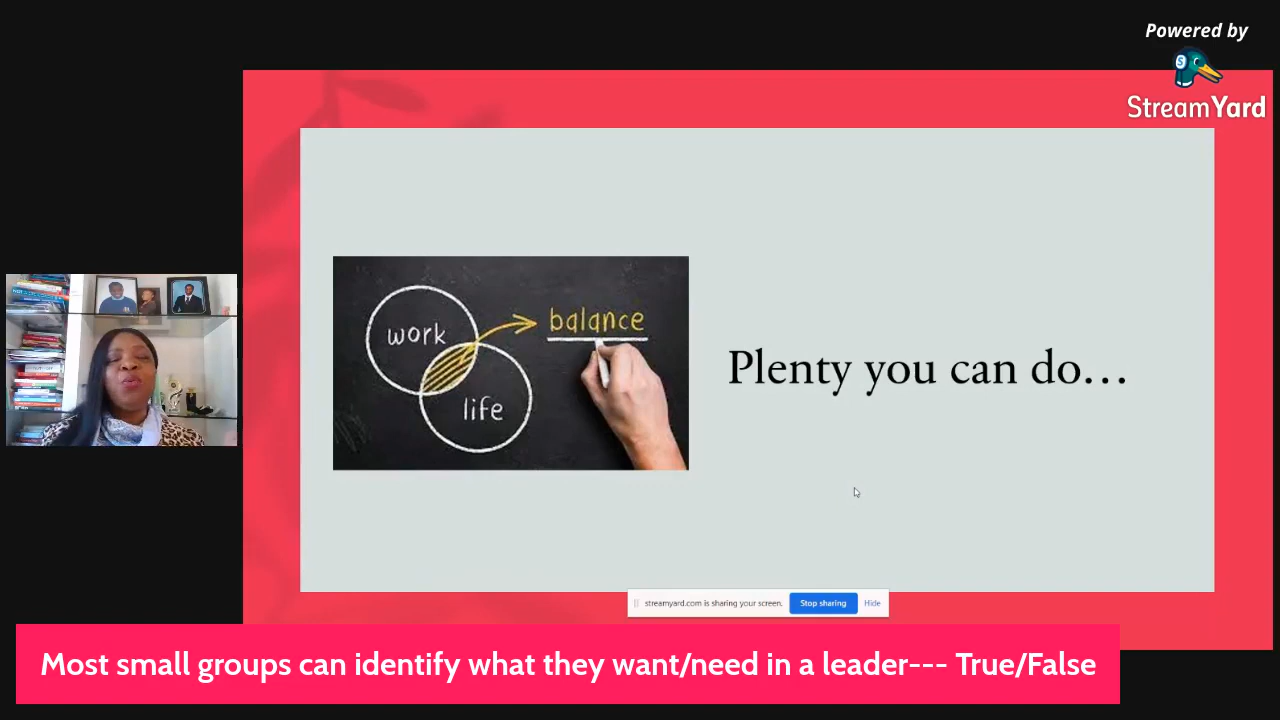 Powered by
StreamYard
work
balance
life
Plenty you can do...
streamyard.com is sharing your screen.
Stop sharing
Hide
Most small groups can identify what they want/need in a leader--- True/False